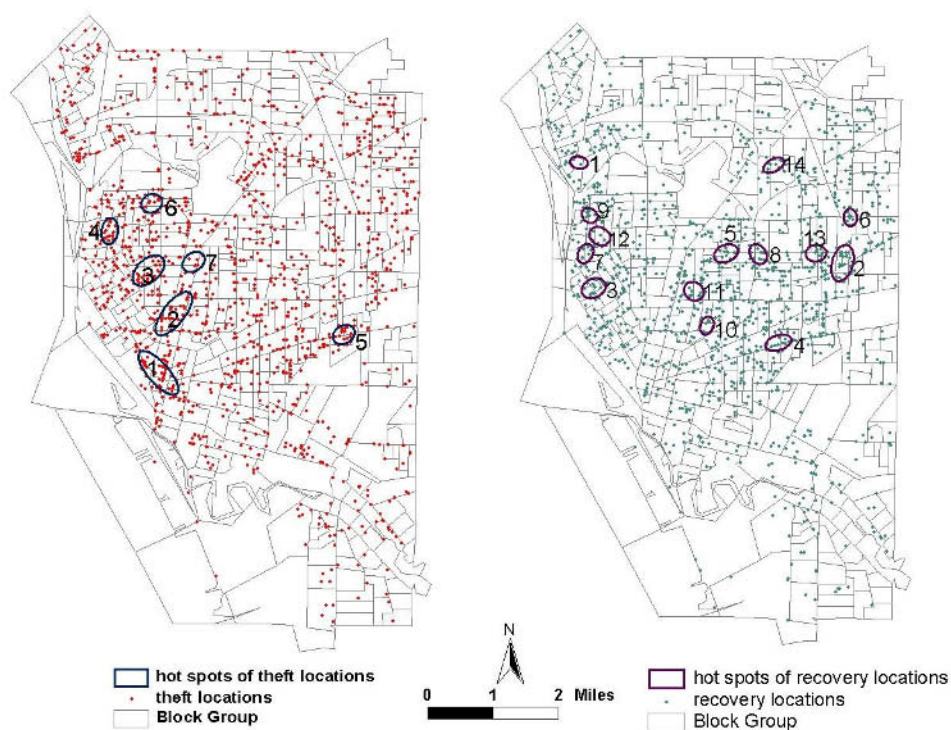 6
4
7
3
2
5
1
1
14
9
6
12
5
13
7
8
2
3
11
10
4
N
hot spots of theft locations
theft locations
Block Group
0 1 2 Miles
hot spots of recovery locations
recovery locations
Block Group